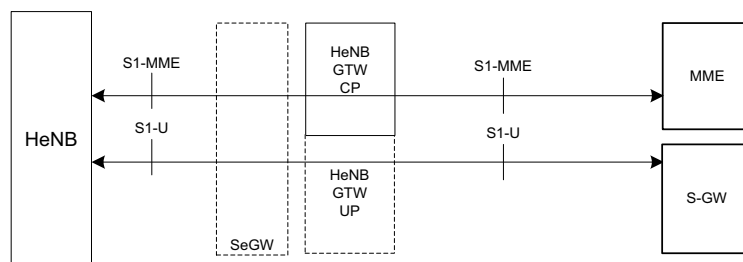 HeNB
S1-MME
S1-U
SeGW
HeNB
GTW
CP
HeNB
GTW
UP
S1-MME
S1-U
MME
S-GW